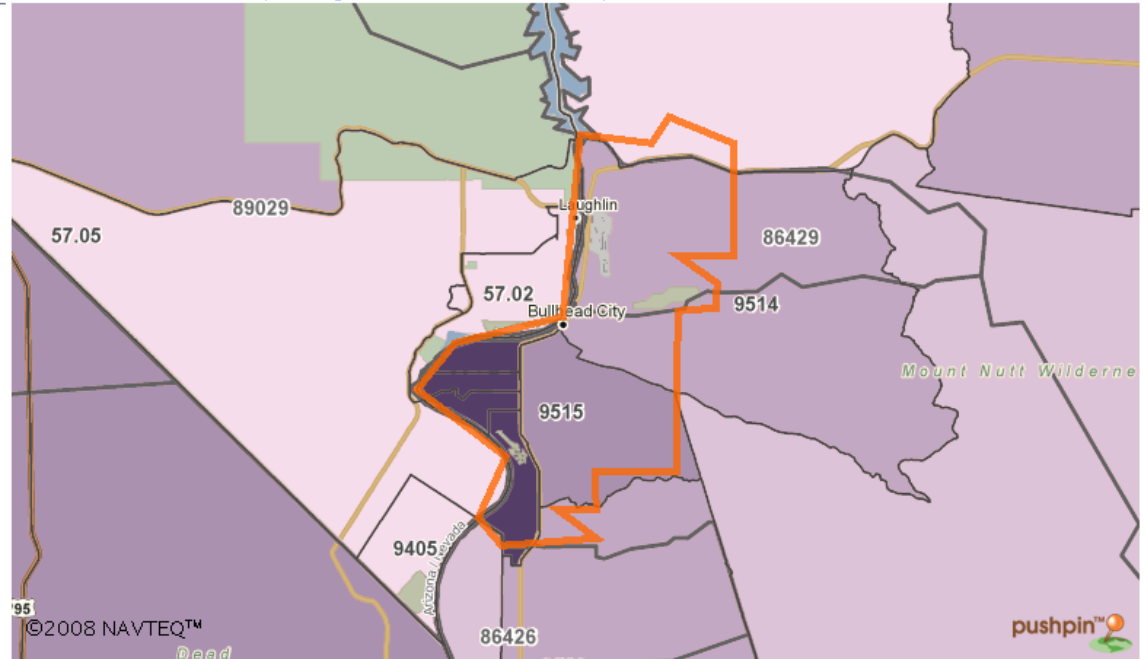 Laughlin
89029
57.05
86429
57.02
9514
Bullhead City
Mount Nutt Wilderne
9515
9405
Arizona / Nevada
95
©2008 NAVTEQ™
86426
pushpin™
Dead